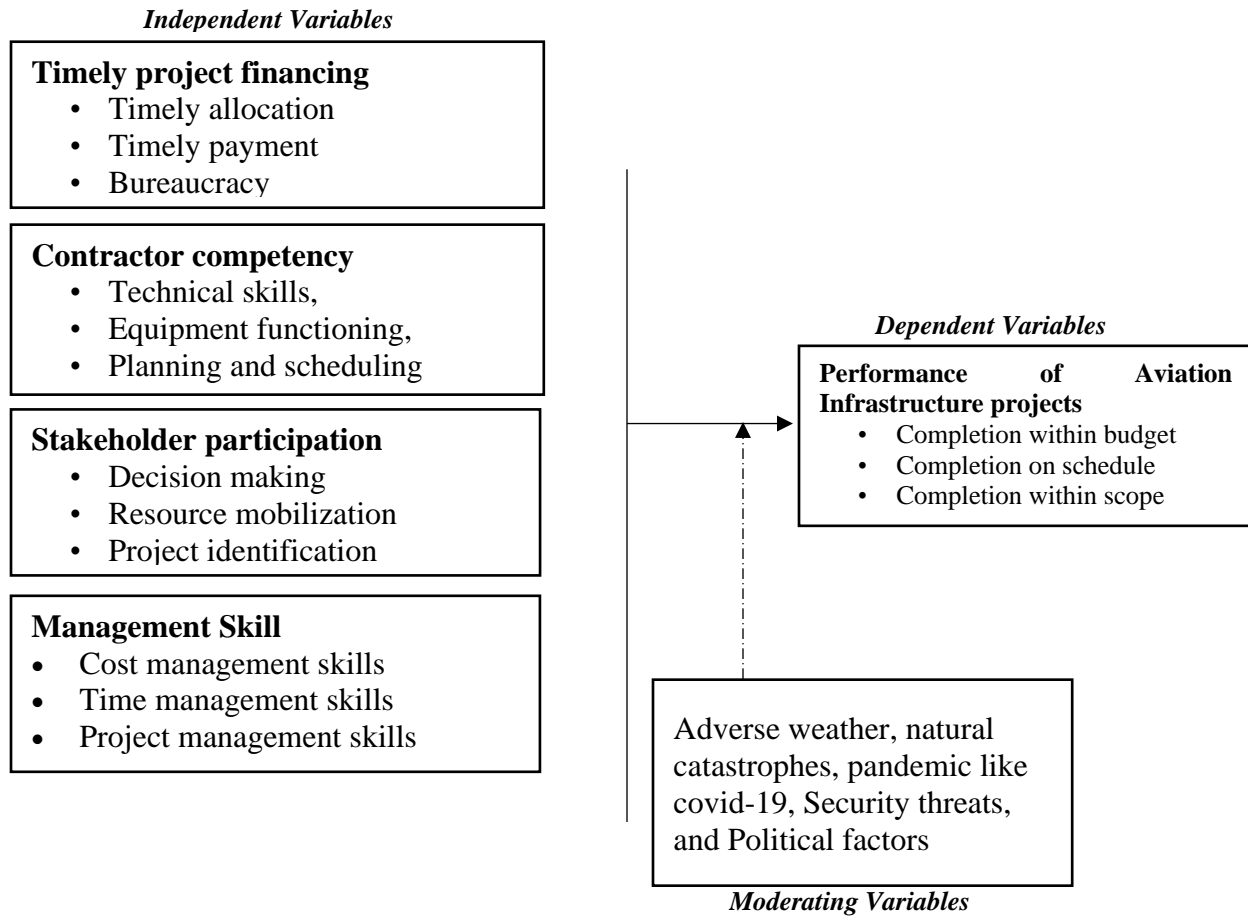 Independent Variables
Timely project financing
• Timely allocation
• Timely payment
• Bureaucracy
Contractor competency
• Technical skills,
• Equipment functioning,
• Planning and scheduling
Stakeholder participation
• Decision making
• Resource mobilization
• Project identification
Management Skill
• Cost management skills
• Time management skills
• Project management skills
Dependent Variables
Performance of Aviation
Infrastructure projects
• Completion within budget
• Completion on schedule
• Completion within scope
Adverse weather, natural
catastrophes, pandemic like
covid-19, Security threats,
and Political factors
Moderating Variables